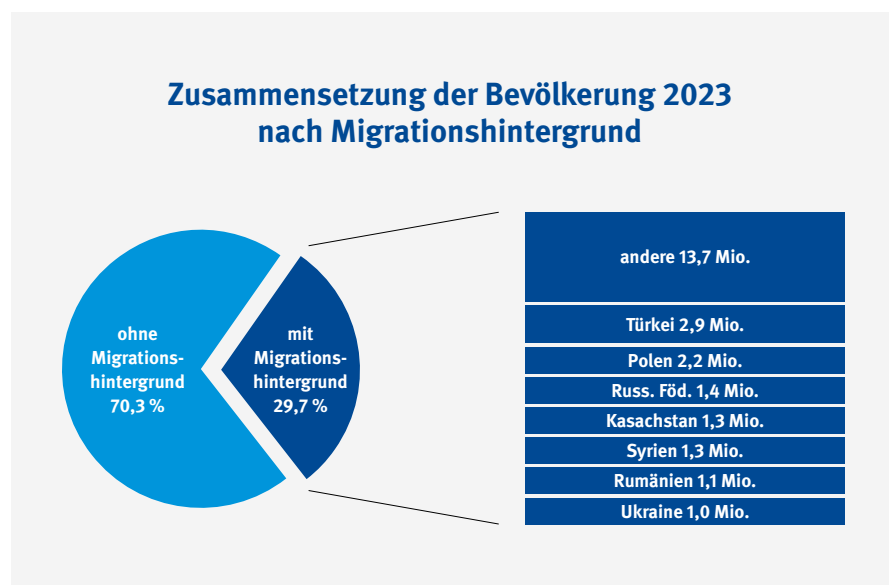 Zusammensetzung der Bevölkerung 2023
nach Migrationshintergrund
ohne
Migrations-
hintergrund
70,3 %
mit
Migrations-
hintergrund
29,7 %
andere 13,7 Mio.
Türkei 2,9 Mio.
Polen 2,2 Mio.
Russ. Föd. 1,4 Mio.
Kasachstan 1,3 Mio.
Syrien 1,3 Mio.
Rumänien 1,1 Mio.
Ukraine 1,0 Mio.